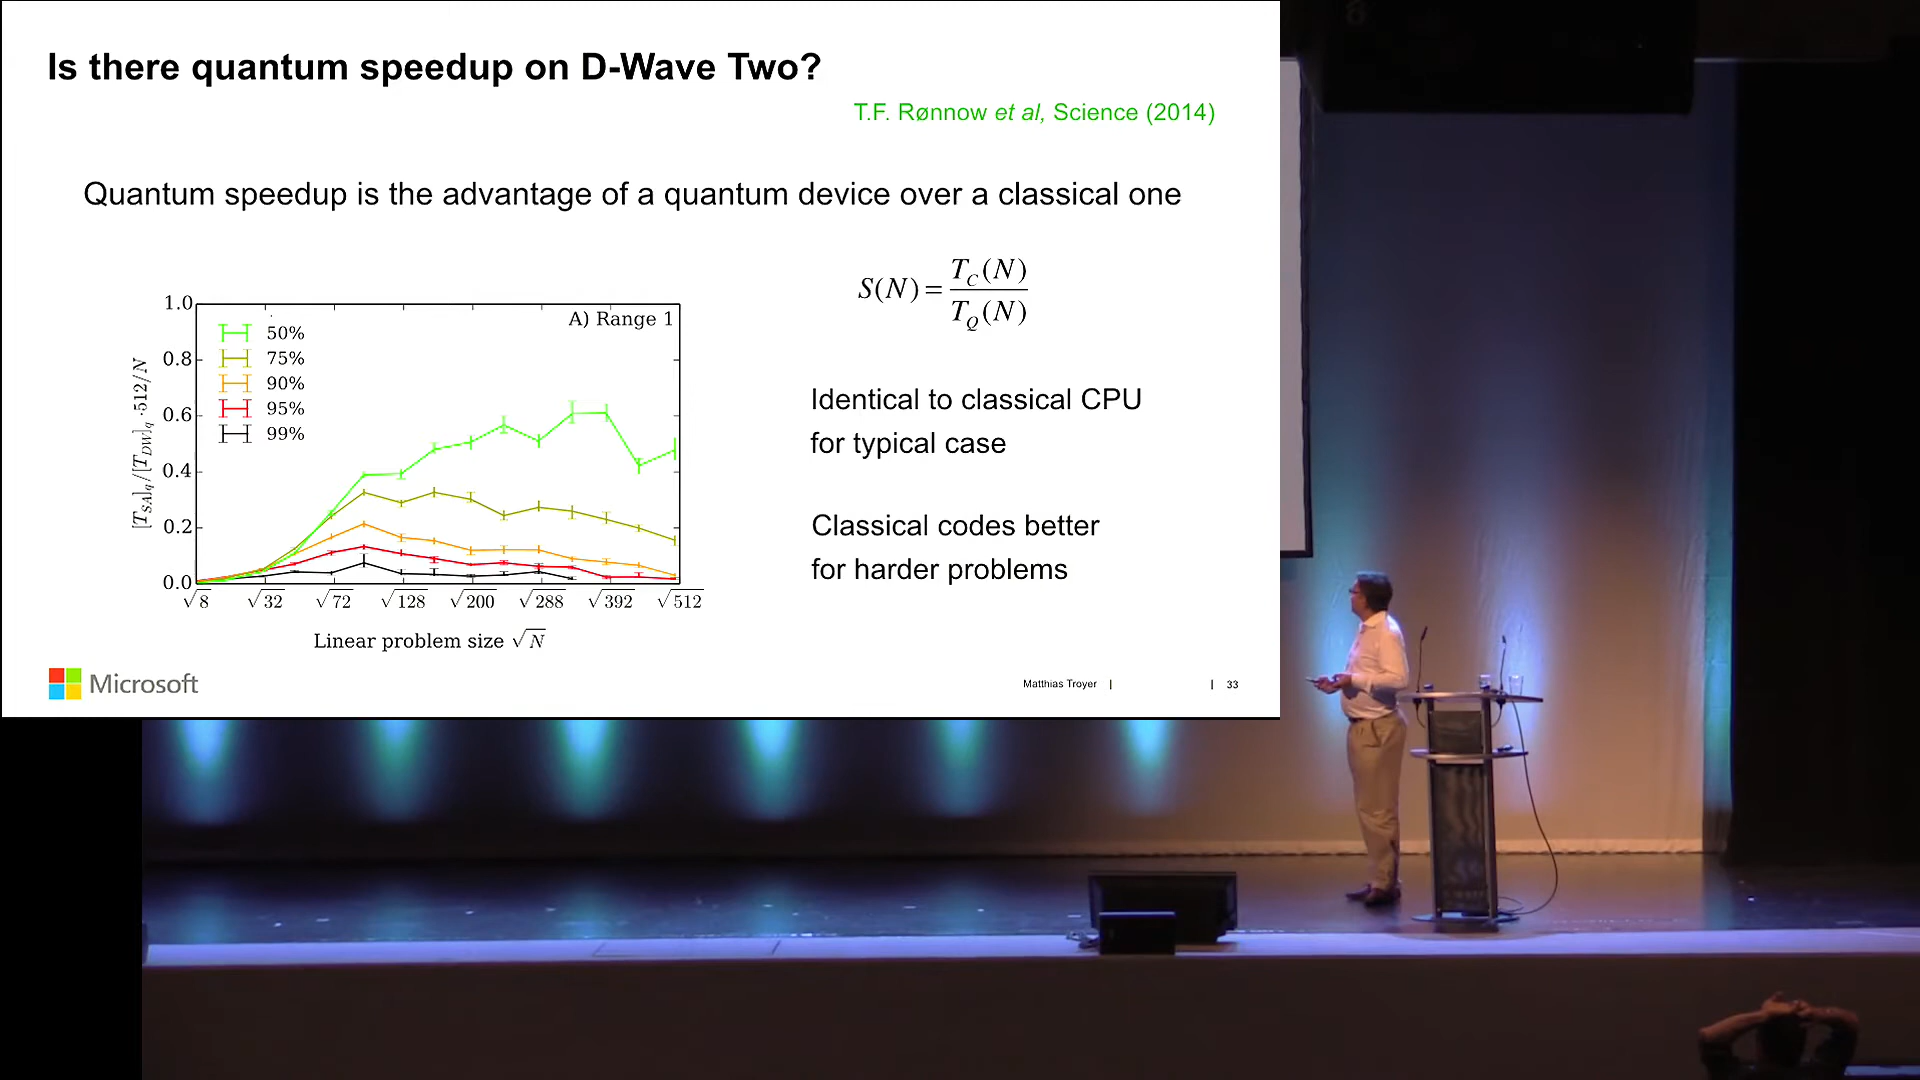 Is there quantum speedup on D-Wave Two?
T.F. Rønnow et al, Science (2014)
Quantum speedup is the advantage of a quantum device over a classical one
S(N) = T_C(N) / T_Q(N)
Identical to classical CPU
for typical case
Classical codes better
for harder problems
A) Range 1
50%
75%
90%
95%
99%
[T_SA]_q/[T_DW]_q ·512/N
1.0
0.8
0.6
0.4
0.2
0.0
√8 √32 √72 √128 √200 √288 √392 √512
Linear problem size √N
Microsoft
Matthias Troyer | | 33